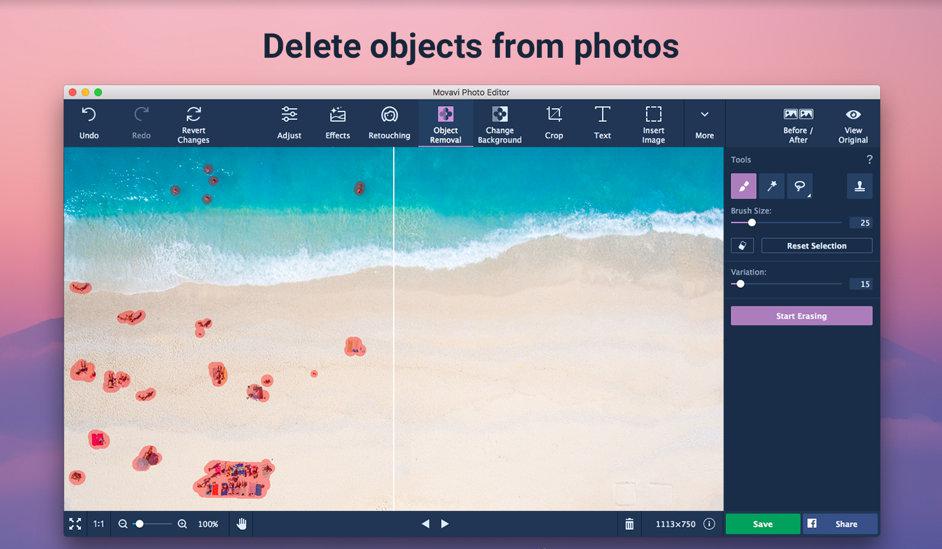 Delete objects from photos
Movavi Photo Editor
Undo
Redo
Revert
Changes
Adjust
Effects
Retouching
Object
Removal
Change
Background
Crop
Text
Insert
Image
More
Before /
After
View
Original
Tools
?
Brush Size:
25
Reset Selection
Variation:
15
Start Erasing
1:1
100%
1113×750
Save
Share